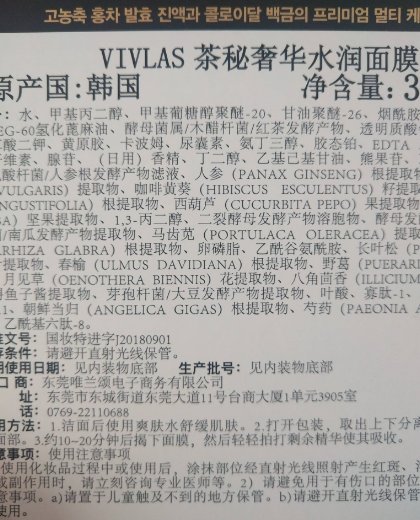 고농축 홍차 발효 진액과 콜로이달 백금의 프리미엄 멀티 케
VIVLAS 茶秘奢华水润面膜
原产国:韩国 净含量:3
:水、甲基丙二醇、甲基葡糖醇聚醚-20、甘油聚醚-26、烟酰胺
EG-60氢化蓖麻油、酵母菌属/木醋杆菌/红茶发酵产物、透明质酸
草酸二钾、黄原胶、卡波姆、尿囊素、氨丁三醇、胶态铂、EDTA
纤维素、腺苷、（日用）香精、丁二醇、乙基己基甘油、熊果苷、
乳酸杆菌/人参根发酵产物滤液、人参（PANAX GINSENG）根提取物
VULGARIS）提取物、咖啡黄葵（HIBISCUS ESCULENTUS）籽提取
NGUSTIFOLIA）根提取物、西葫芦（CUCURBITA PEPO）果提取物
BA）坚果提取物、1,3-丙二醇、二裂酵母发酵产物溶胞物、酵母
/南瓜发酵产物提取物、马齿苋（PORTULACA OLERACEA）提取
RRHIZA GLABRA）根提取物、卵磷脂、乙酰谷氨酰胺、长叶松（P
提取物、春榆（ULMUS DAVIDIANA）根提取物、野葛（PUERAR
月见草（OENOTHERA BIENNIS）花提取物、八角茴香（ILLICIUM
鲟鱼子酱提取物、芽孢杆菌/大豆发酵产物提取物、叶酸、寡肽-1、
1、朝鲜当归（ANGELICA GIGAS）根提取物、芍药（PAEONIA A
乙酰基六肽-8。
准文号：国妆特进字J20180901
存条件：请避开直射光线保管。
使用日期：见内装物底部 生产批号：见内装物底部
口 商：东莞唯兰颂电子商务有限公司
址：东莞市东城街道东莞大道11号台商大厦1单元3905室
话：0769-22110688
用方法：1.洁面后使用爽肤水舒缓肌肤。2.打开包装，取出上下分离
面部。3.约10~20分钟后揭下面膜，然后轻轻拍打剩余精华使其吸收。
意事项：使用注意事项
使用化妆品过程中或使用后，涂抹部位经直射光线照射产生红斑、
或副作用时，请立刻咨询专业医师等。2）请避免用于有伤口的部位
意事项。a)请置于儿童触及不到的地方保管。b)请避开直射光线保管